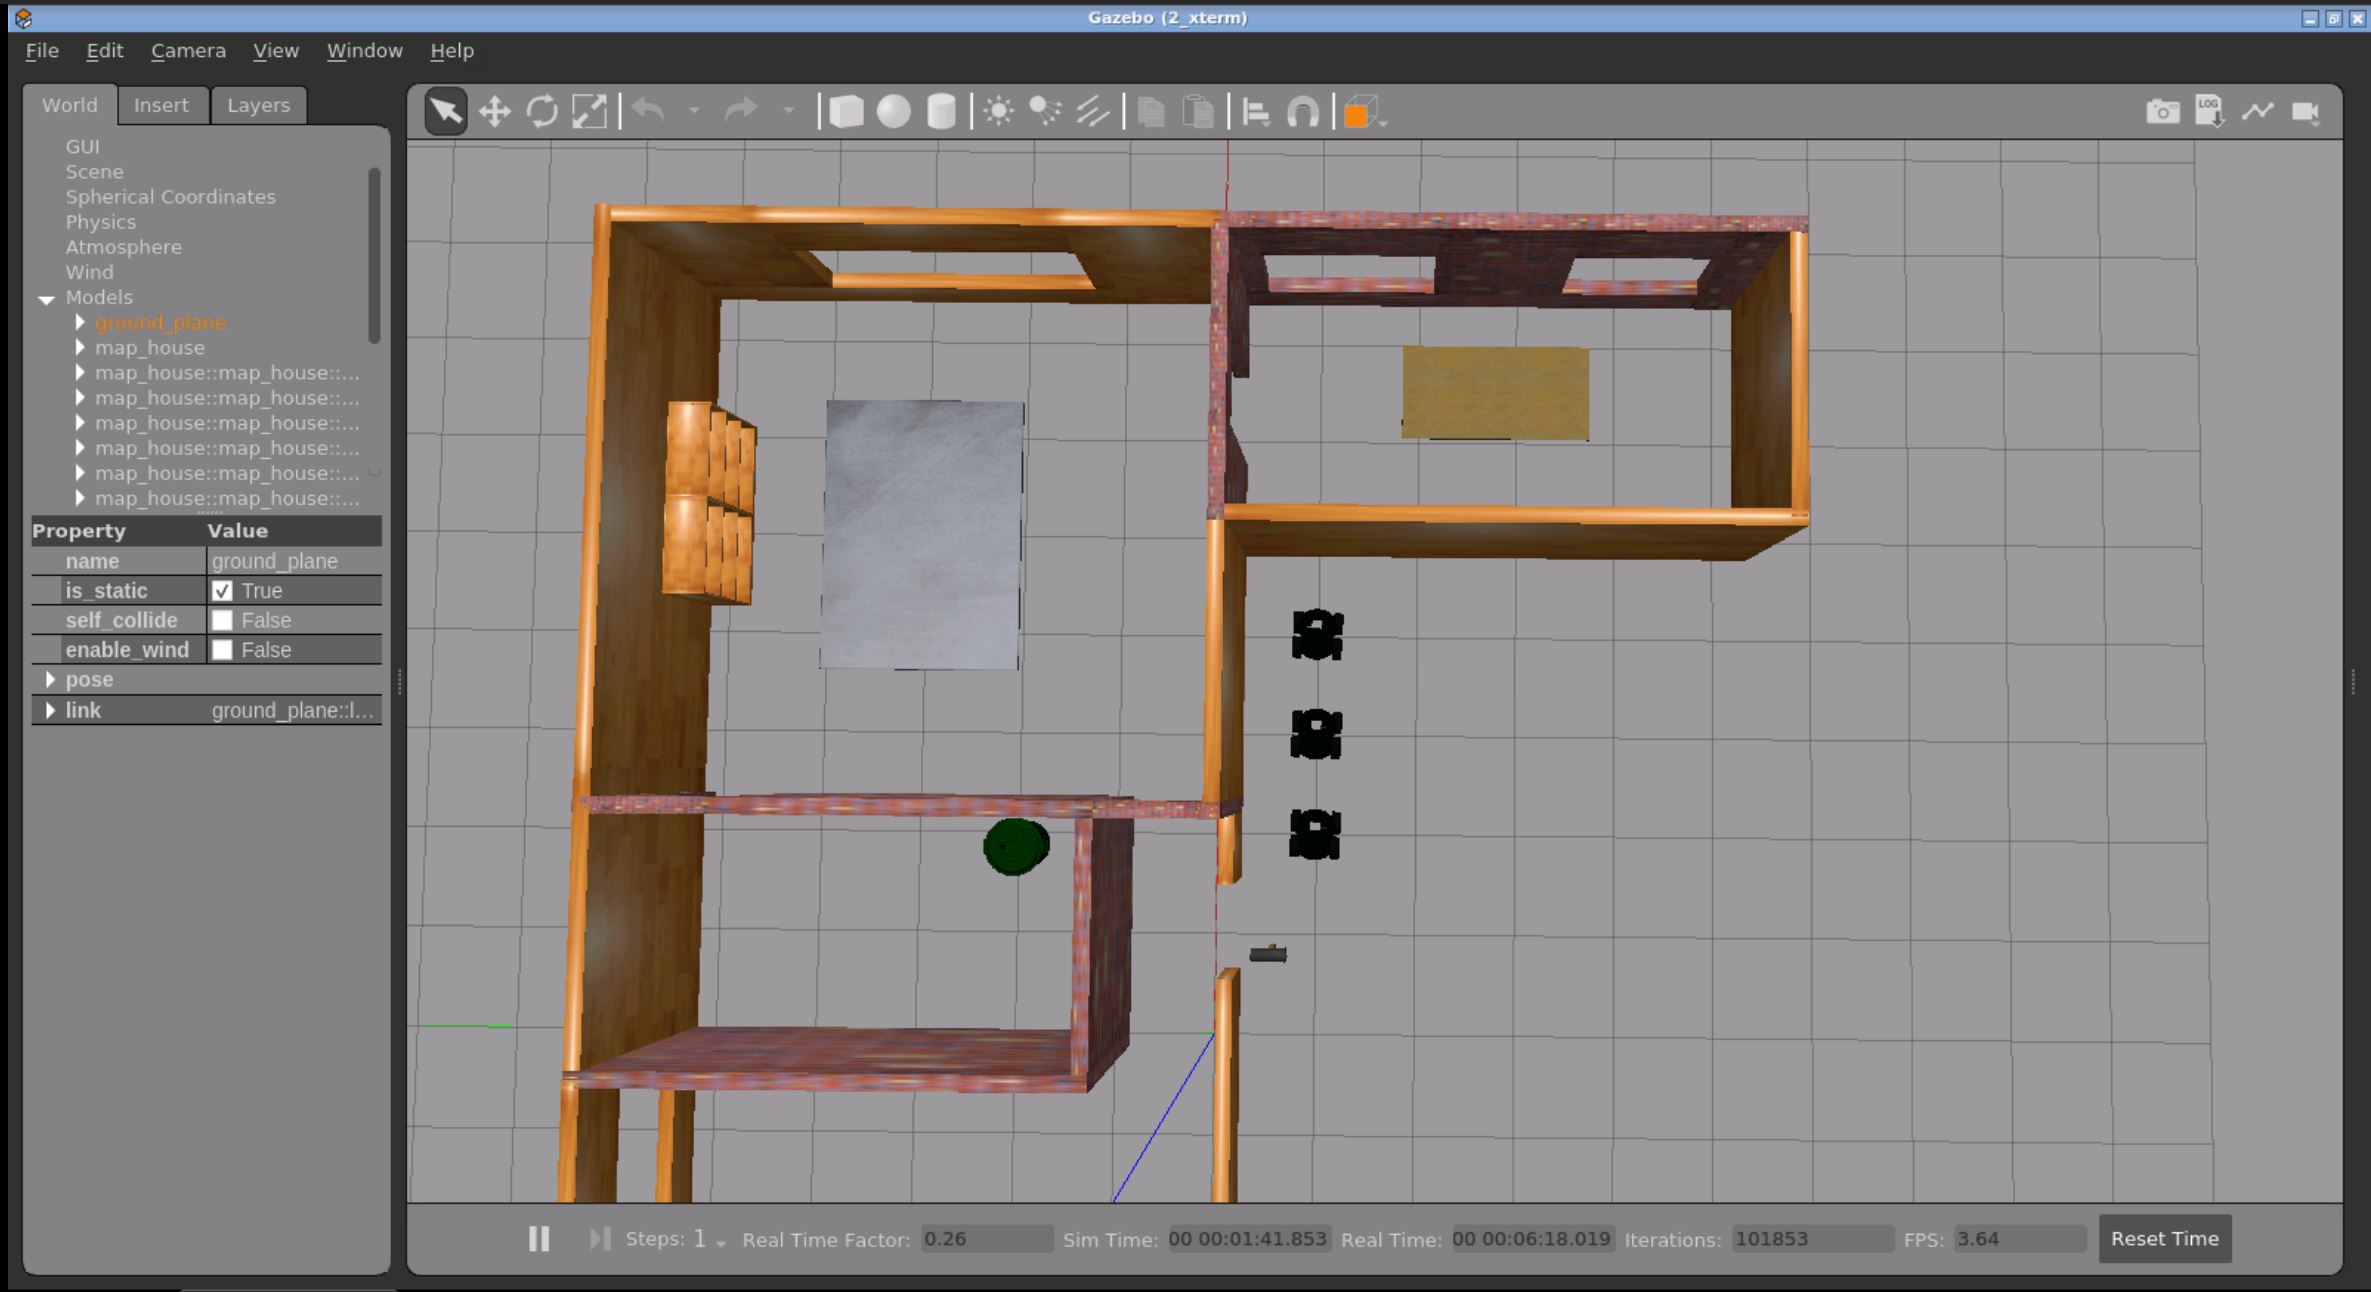 Gazebo (2_xterm)
File Edit Camera View Window Help
World Insert Layers
LOG
GUI
Scene
Spherical Coordinates
Physics
Atmosphere
Wind
Models
ground_plane
map_house
map_house::map_house::...
map_house::map_house::...
map_house::map_house::...
map_house::map_house::...
map_house::map_house::...
map_house::map_house::...
Property Value
name ground_plane
is_static True
self_collide False
enable_wind False
pose
link ground_plane::l...
Steps: 1 Real Time Factor: 0.26 Sim Time: 00 00:01:41.853 Real Time: 00 00:06:18.019 Iterations: 101853 FPS: 3.64 Reset Time